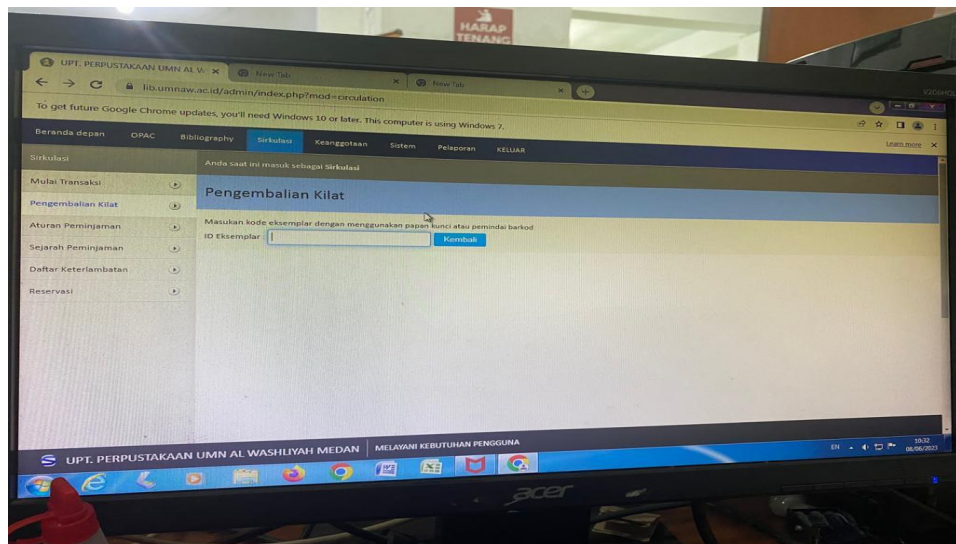 HARAP
TENANG
UPT. PERPUSTAKAAN UMN AL W
New Tab
New Tab
V206HQL
lib.umnaw.ac.id/admin/index.php?mod=circulation
To get future Google Chrome updates, you'll need Windows 10 or later. This computer is using Windows 7.
Learn more
Beranda depan OPAC Bibliography Sirkulasi Keanggotaan Sistem Pelaporan KELUAR
Sirkulasi
Anda saat ini masuk sebagai Sirkulasi
Mulai Transaksi
Pengembalian Kilat
Aturan Peminjaman
Sejarah Peminjaman
Daftar Keterlambatan
Reservasi
Pengembalian Kilat
Masukan kode eksemplar dengan menggunakan papan kunci atau pemindai barkod
ID Eksemplar
Kembali
UPT. PERPUSTAKAAN UMN AL WASHLIYAH MEDAN MELAYANI KEBUTUHAN PENGGUNA
EN
10:32
08/06/2023
acer